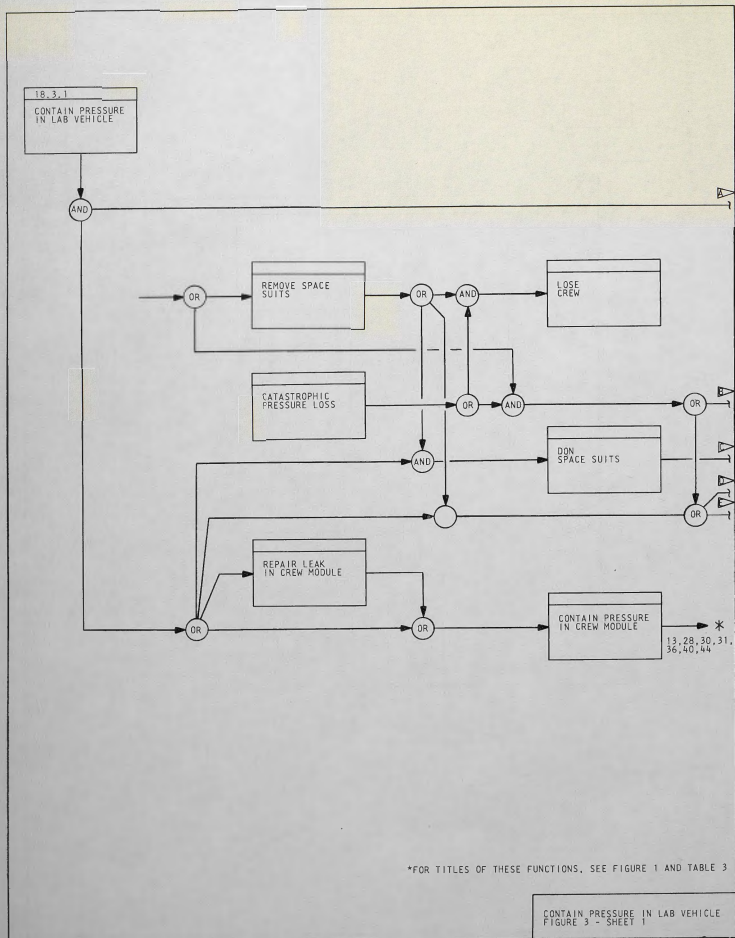 18.3.1
CONTAIN PRESSURE
IN LAB VEHICLE
AND
A
OR
REMOVE SPACE
SUITS
OR
AND
LOSE
CREW
CATASTROPHIC
PRESSURE LOSS
OR
AND
OR
AND
DON
SPACE SUITS
OR
REPAIR LEAK
IN CREW MODULE
OR
OR
CONTAIN PRESSURE
IN CREW MODULE
*
13,28,30,31,
36,40,44
*FOR TITLES OF THESE FUNCTIONS, SEE FIGURE 1 AND TABLE 3
CONTAIN PRESSURE IN LAB VEHICLE
FIGURE 3 - SHEET 1